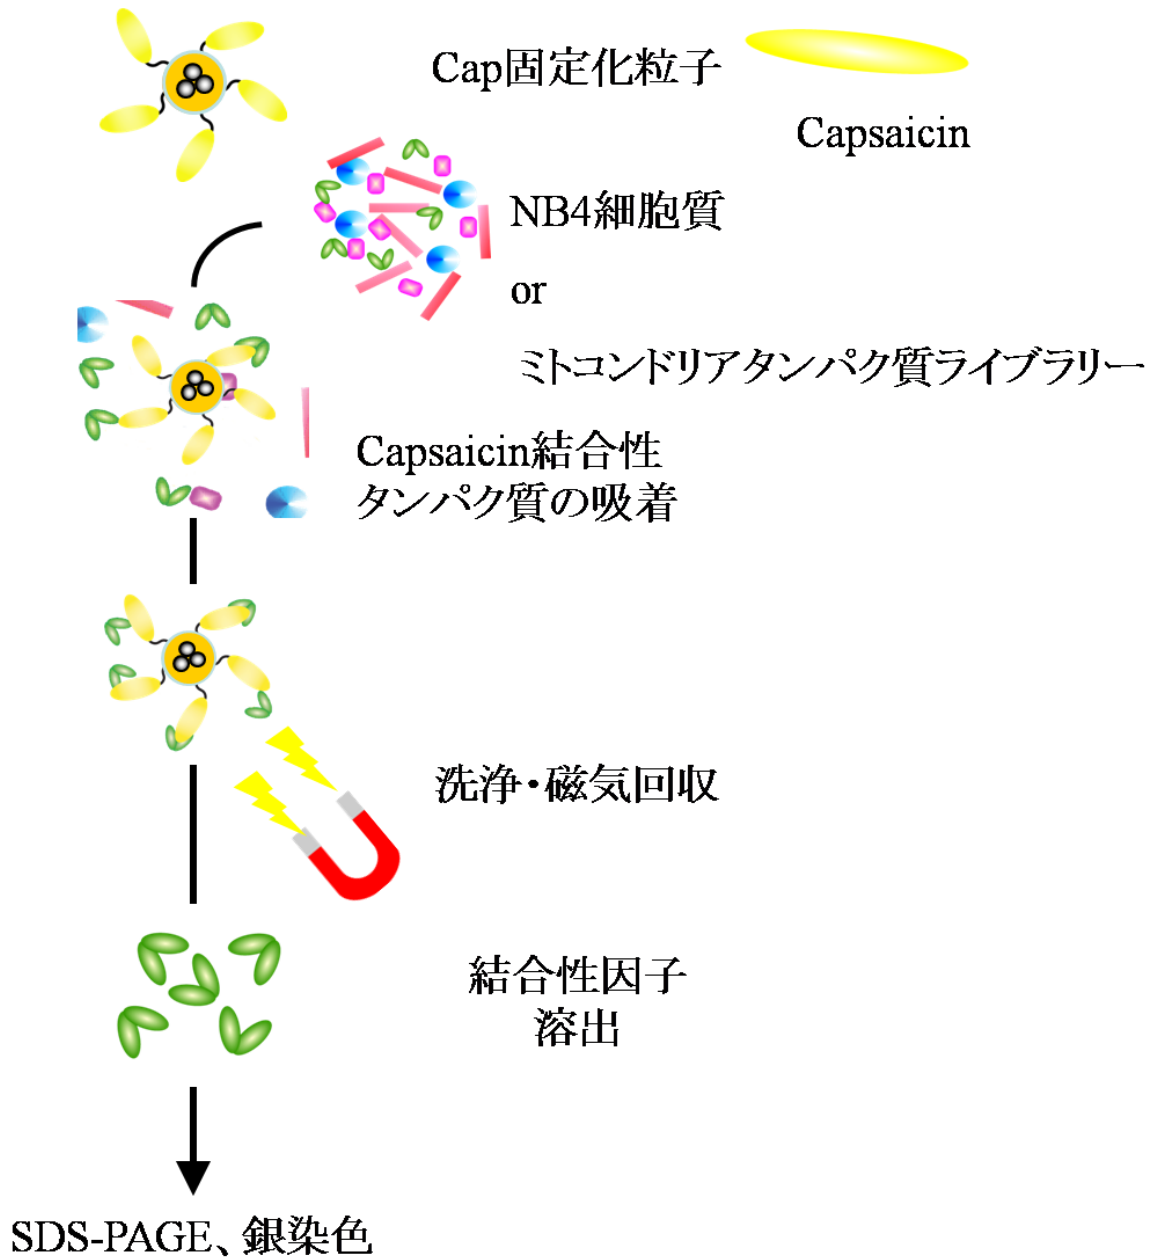 Cap固定化粒子
Capsaicin
NB4細胞質
or
ミトコンドリアタンパク質ライブラリー
Capsaicin結合性
タンパク質の吸着
洗浄・磁気回収
結合性因子
溶出
SDS-PAGE、銀染色